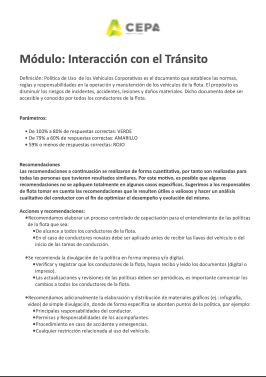 CEPA
Módulo: Interacción con el Tránsito
Definición: Política de Uso de los Vehículos Corporativos es el documento que establece las normas,
reglas y responsabilidades en la operación y manutención de los vehículos de la flota. El propósito es
disminuir los riesgos de incidentes, accidentes, lesiones y daños materiales. Dicho documento debe ser
accesible y conocido por todos los conductores de la flota.
Parámetros:
• De 100% a 80% de respuestas correctas: VERDE
• De 79% a 60% de respuestas correctas: AMARILLO
• 59% o menos de respuestas correctas: ROJO
Recomendaciones
Las recomendaciones a continuación se realizaron de forma cuantitativa, por tanto son realizadas para
todas las personas que tuvieron resultados similares. Por este motivo, es posible que algunas
recomendaciones no se apliquen totalmente en algunos casos específicos. Sugerimos a los responsables
de flota tomar en cuenta las recomendaciones que le resulten útiles o valiosas y hacer un análisis
cualitativo del conductor con el fin de optimizar el desempeño y evolución del mismo.
Acciones y recomendaciones:
•Recomendamos elaborar un proceso controlado de capacitación para el entendimiento de las políticas
de la flota que sea:
•De alcance a todos los conductores de la flota.
•En el caso de conductores novatos debe ser aplicado antes de recibir las llaves del vehículo o del
inicio de las tareas de conducción.
•Se recomienda la divulgación de la política en forma impresa y/o digital.
•Verificar y registrar que los conductores de la flota, hayan recibo y leído los documentos (digital o
impreso).
•Las actualizaciones y revisiones de las políticas deben ser periódicas, es importante comunicar los
cambios a todos los conductores de la flota.
•Recomendamos adicionalmente la elaboración y distribución de materiales gráficos (ej.: infografía,
video) de simple divulgación, donde de forma específica se aborden puntos de la política, por ejemplo:
•Principales responsabilidades del conductor.
•Permisos y Responsabilidades de los acompañantes.
•Procedimiento en caso de accidente y emergencias.
•Cualquier restricción relacionada al uso del vehículo.